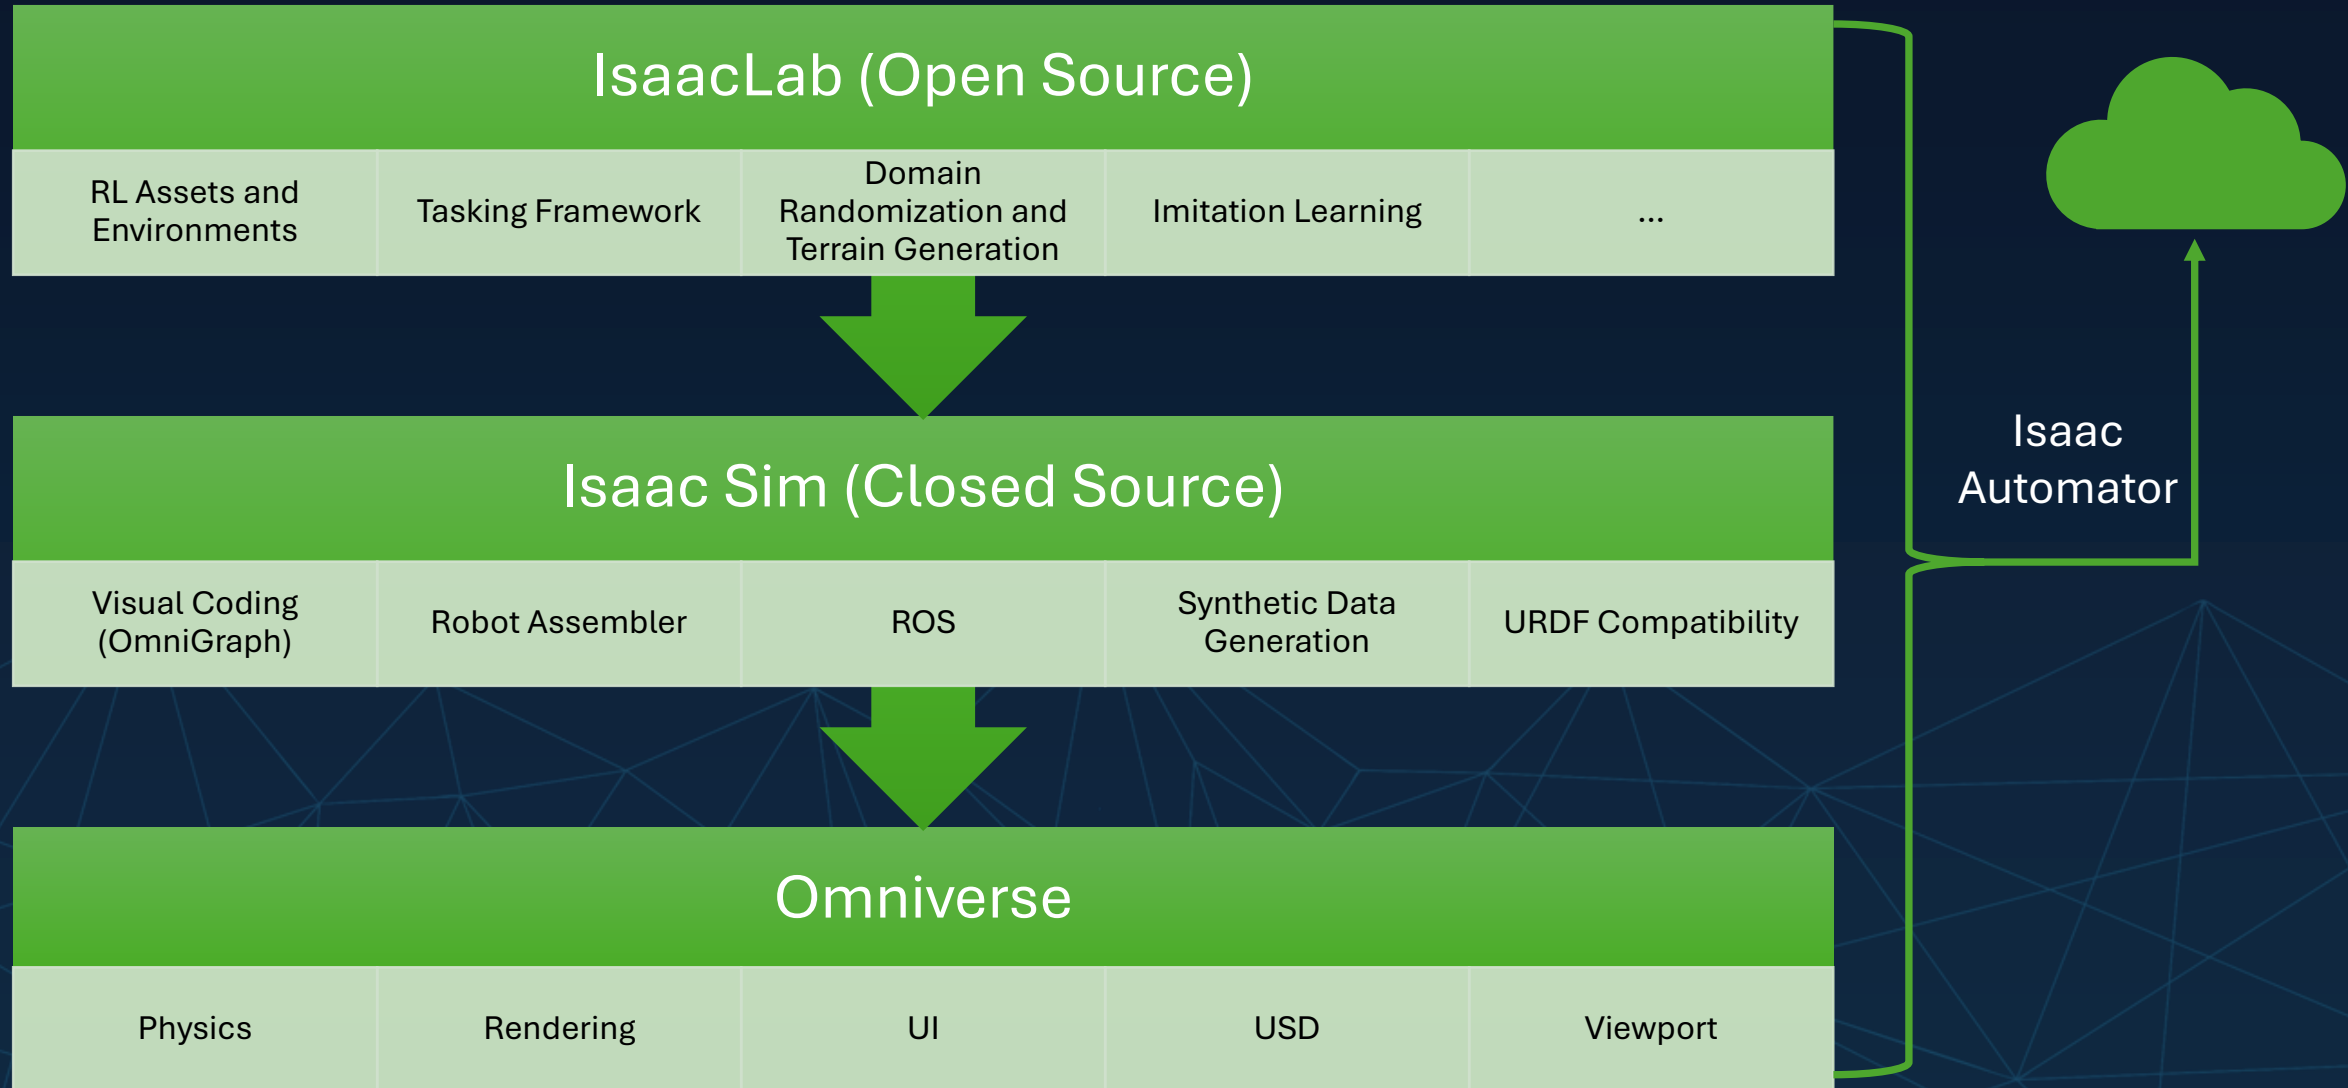 IsaacLab (Open Source)
RL Assets and
Environments
Tasking Framework
Domain
Randomization and
Terrain Generation
Imitation Learning
...
Isaac Sim (Closed Source)
Visual Coding
(OmniGraph)
Robot Assembler
ROS
Synthetic Data
Generation
URDF Compatibility
Omniverse
Physics
Rendering
UI
USD
Viewport
Isaac
Automator